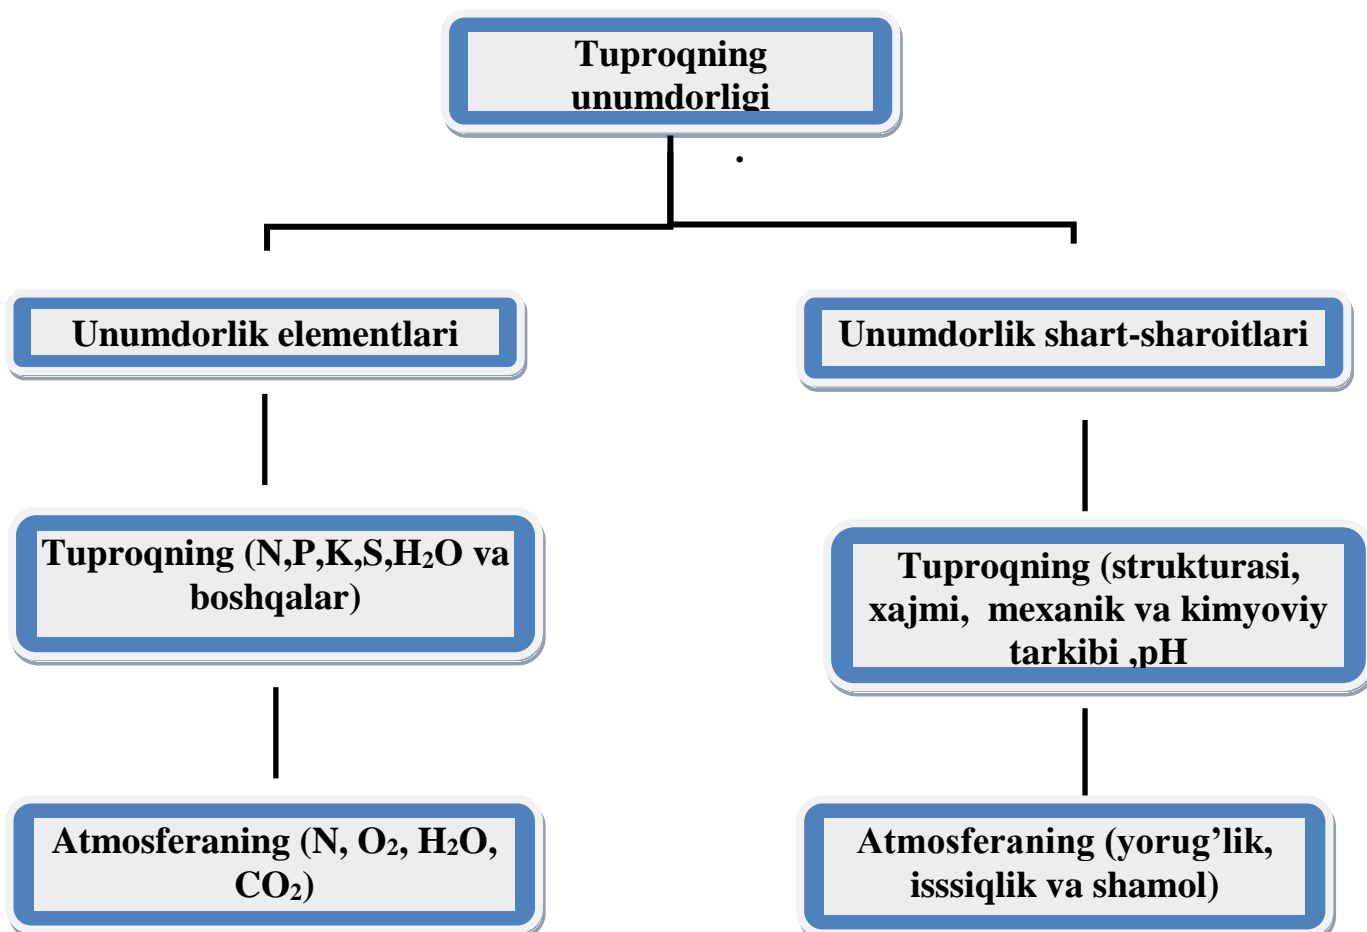 Tuproqning
unumdorligi
.
Unumdorlik elementlari
Unumdorlik shart-sharoitlari
Tuproqning (N,P,K,S,H₂O va
boshqalar)
Tuproqning (strukturasi,
xajmi, mexanik va kimyoviy
tarkibi ,pH
Atmosferaning (N, O₂, H₂O,
CO₂)
Atmosferaning (yorug’lik,
isssiqlik va shamol)